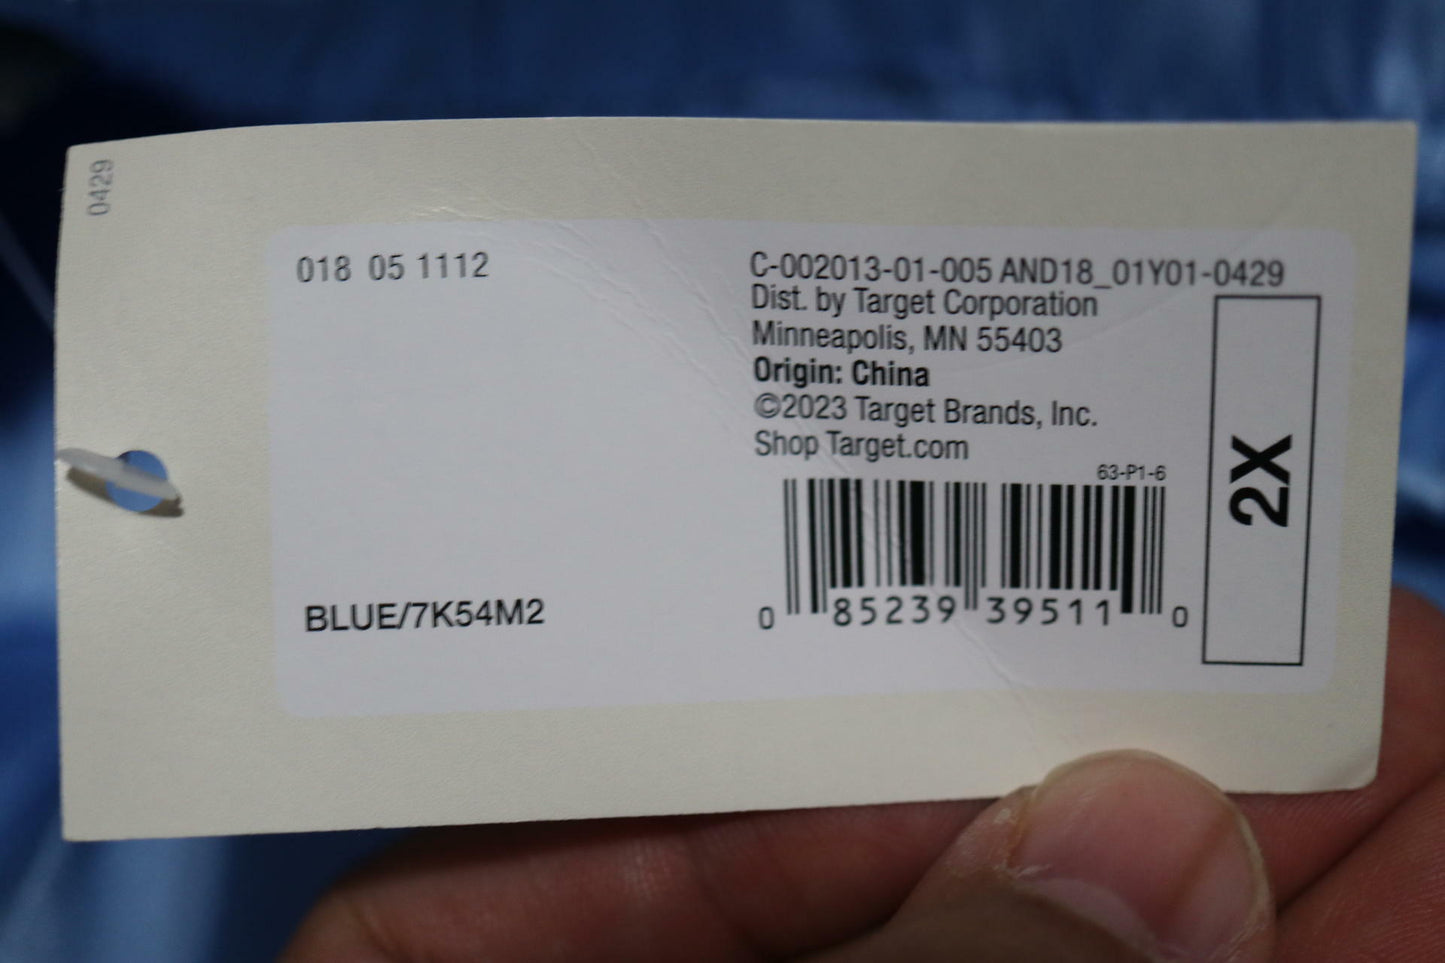 0429
018 05 1112
C-002013-01-005 AND18_01Y01-0429
Dist. by Target Corporation
Minneapolis, MN 55403
Origin: China
©2023 Target Brands, Inc.
Shop Target.com
63-P1-6
2X
BLUE/7K54M2
0 85239 39511 0